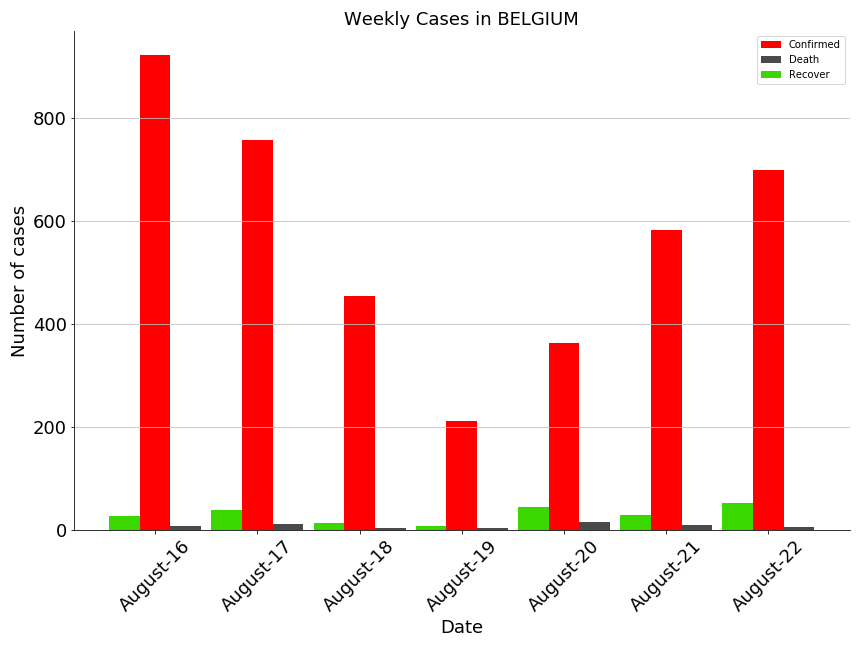 Weekly Cases in BELGIUM
Confirmed
Death
Recover
Number of cases
800
600
400
200
0
August-16
August-17
August-18
August-19
August-20
August-21
August-22
Date